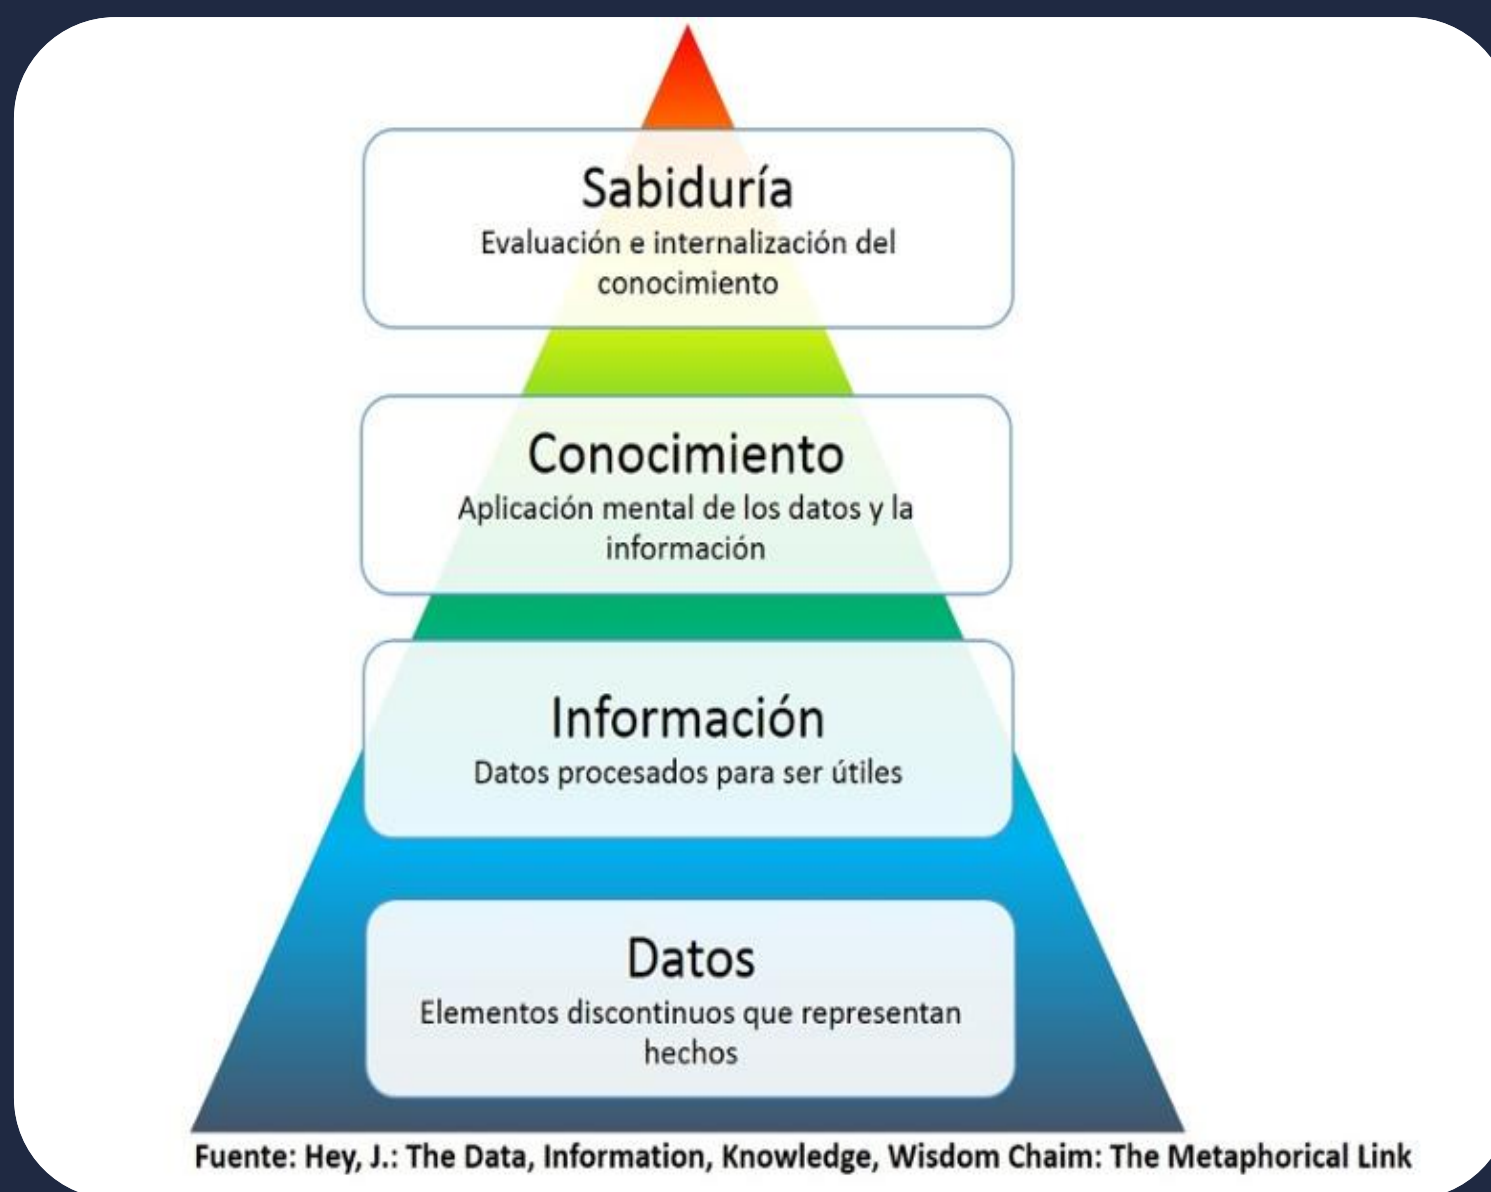 Sabiduría
Evaluación e internalización del
conocimiento
Conocimiento
Aplicación mental de los datos y la
información
Información
Datos procesados para ser útiles
Datos
Elementos discontinuos que representan
hechos
Fuente: Hey, J.: The Data, Information, Knowledge, Wisdom Chaim: The Metaphorical Link